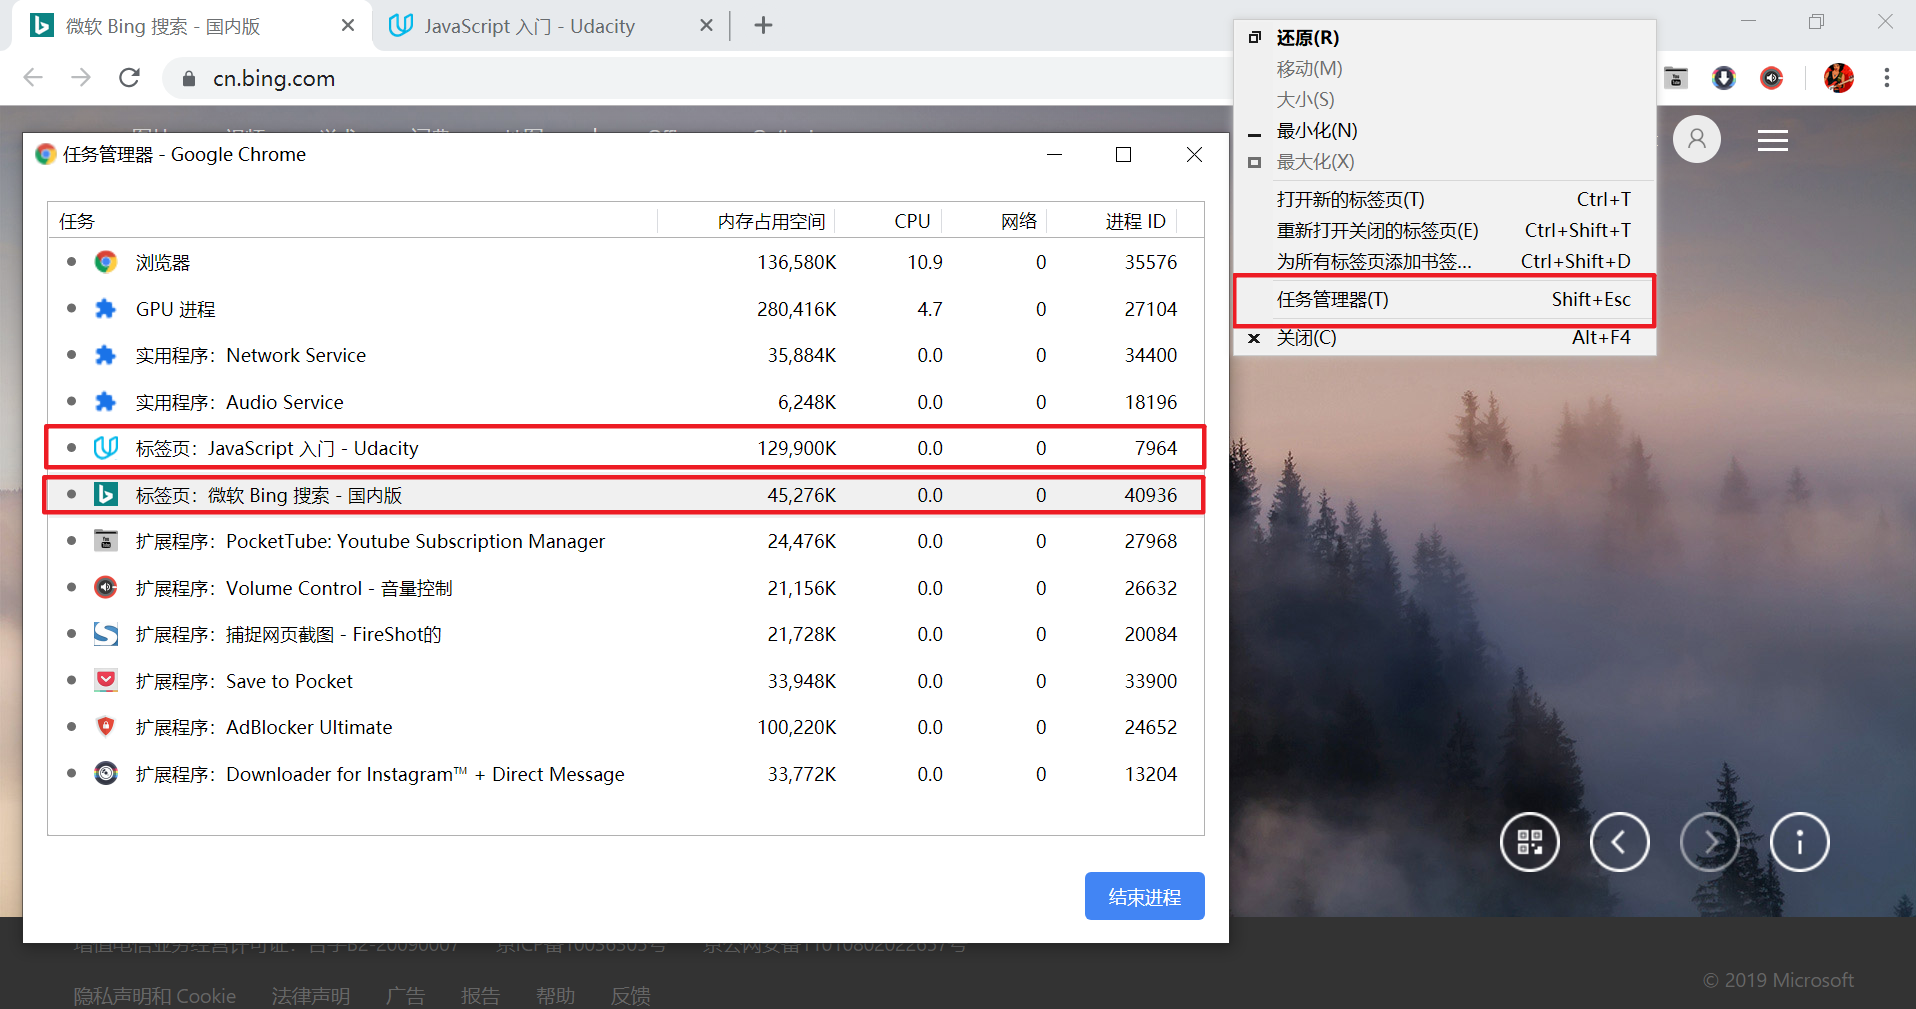 微软 Bing 搜索 - 国内版
JavaScript 入门 - Udacity
cn.bing.com
还原(R)
移动(M)
大小(S)
最小化(N)
最大化(X)
打开新的标签页(T) Ctrl+T
重新打开关闭的标签页(E) Ctrl+Shift+T
为所有标签页添加书签... Ctrl+Shift+D
任务管理器(T) Shift+Esc
关闭(C) Alt+F4
任务管理器 - Google Chrome
任务 内存占用空间 CPU 网络 进程 ID
浏览器 136,580K 10.9 0 35576
GPU 进程 280,416K 4.7 0 27104
实用程序：Network Service 35,884K 0.0 0 34400
实用程序：Audio Service 6,248K 0.0 0 18196
标签页：JavaScript 入门 - Udacity 129,900K 0.0 0 7964
标签页：微软 Bing 搜索 - 国内版 45,276K 0.0 0 40936
扩展程序：PocketTube: Youtube Subscription Manager 24,476K 0.0 0 27968
扩展程序：Volume Control - 音量控制 21,156K 0.0 0 26632
扩展程序：捕捉网页截图 - FireShot的 21,728K 0.0 0 20084
扩展程序：Save to Pocket 33,948K 0.0 0 33900
扩展程序：AdBlocker Ultimate 100,220K 0.0 0 24652
扩展程序：Downloader for Instagram™ + Direct Message 33,772K 0.0 0 13204
结束进程
© 2019 Microsoft
隐私声明和 Cookie 法律声明 广告 报告 帮助 反馈